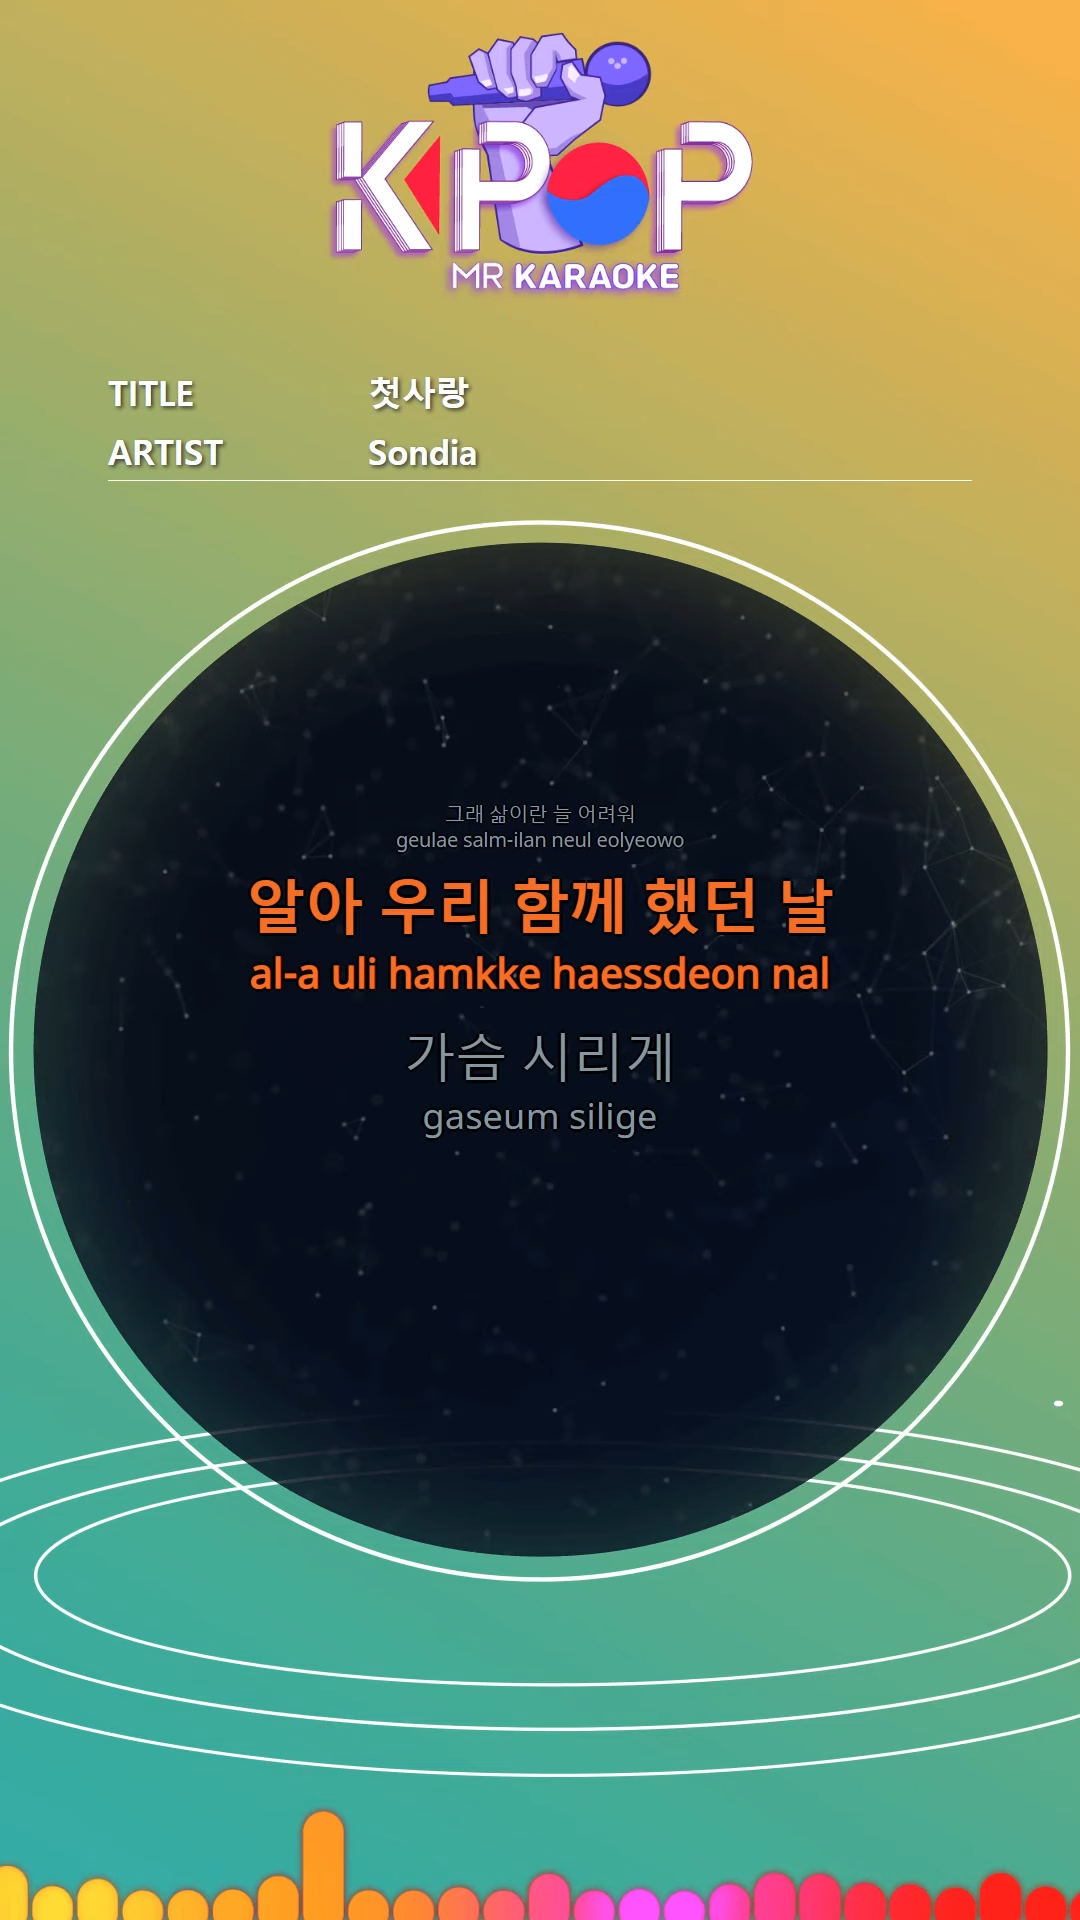 KPOP
MR KARAOKE
TITLE 첫사랑
ARTIST Sondia
그래 삶이란 늘 어려워
geulae salm-ilan neul eolyeowo
알아 우리 함께 했던 날
al-a uli hamkke haessdeon nal
가슴 시리게
gaseum silige